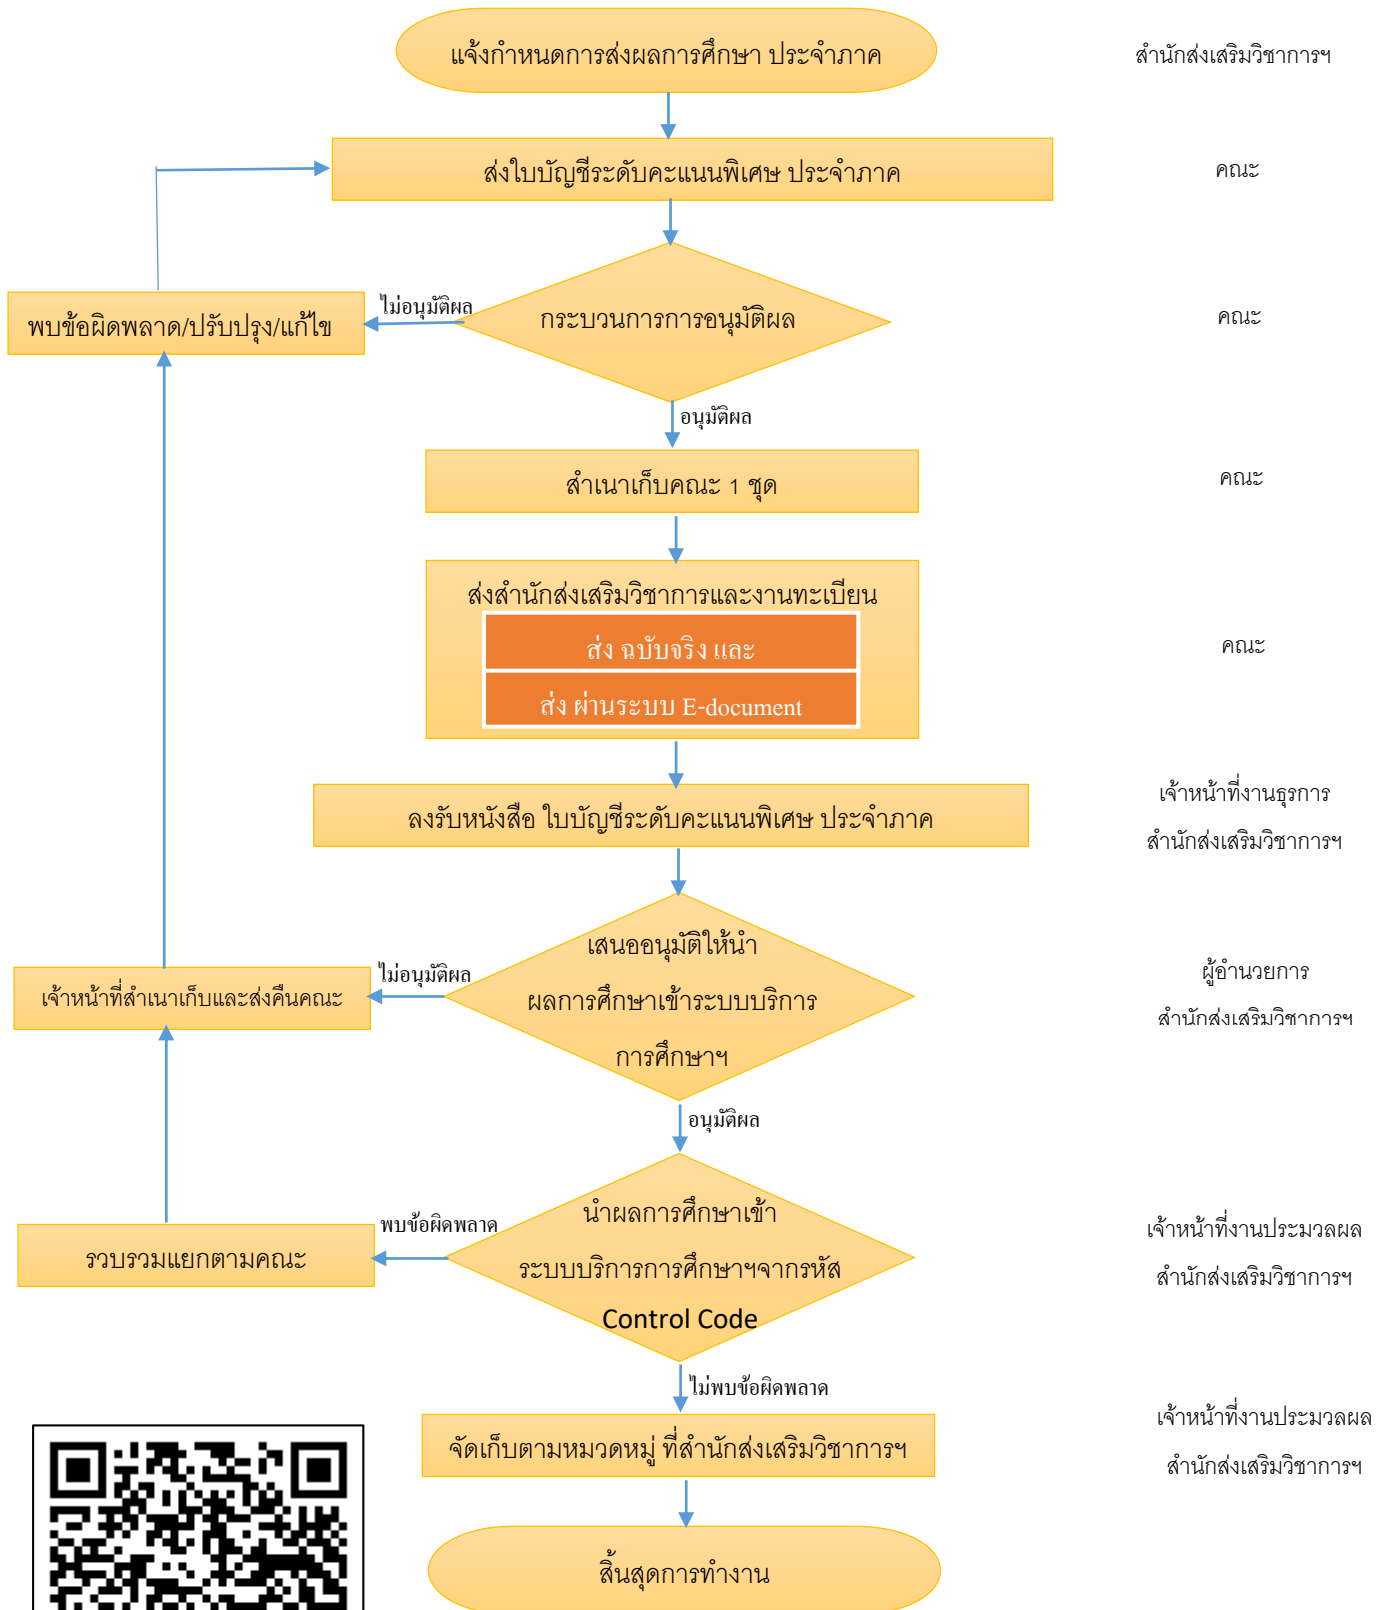 แจ้งกำหนดการส่งผลการศึกษา ประจำภาค
สำนักส่งเสริมวิชาการฯ
ส่งใบบัญชีระดับคะแนนพิเศษ ประจำภาค
คณะ
ไม่อนุมัติผล
พบข้อผิดพลาด/ปรับปรุง/แก้ไข
กระบวนการการอนุมัติผล
คณะ
อนุมัติผล
สำเนาเก็บคณะ 1 ชุด
คณะ
ส่งสำนักส่งเสริมวิชาการและงานทะเบียน
ส่ง ฉบับจริง และ
ส่ง ผ่านระบบ E-document
คณะ
ลงรับหนังสือ ใบบัญชีระดับคะแนนพิเศษ ประจำภาค
เจ้าหน้าที่งานธุรการ
สำนักส่งเสริมวิชาการฯ
เสนออนุมัติให้นำ
ผลการศึกษาเข้าระบบบริการ
การศึกษาฯ
ไม่อนุมัติผล
เจ้าหน้าที่สำเนาเก็บและส่งคืนคณะ
ผู้อำนวยการ
สำนักส่งเสริมวิชาการฯ
อนุมัติผล
นำผลการศึกษาเข้า
ระบบบริการการศึกษาฯจากรหัส
Control Code
พบข้อผิดพลาด
รวบรวมแยกตามคณะ
เจ้าหน้าที่งานประมวลผล
สำนักส่งเสริมวิชาการฯ
ไม่พบข้อผิดพลาด
จัดเก็บตามหมวดหมู่ ที่สำนักส่งเสริมวิชาการฯ
เจ้าหน้าที่งานประมวลผล
สำนักส่งเสริมวิชาการฯ
สิ้นสุดการทำงาน